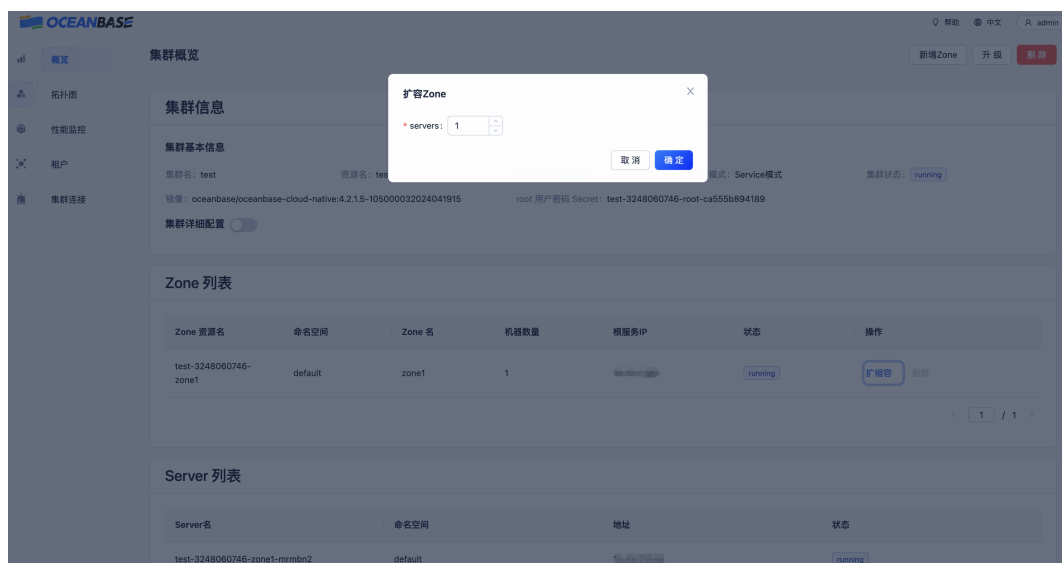 OCEANBASE
帮助 中文 admin
概览
拓扑图
性能监控
租户
集群连接
集群概览
新增Zone 升级 删除
扩容Zone
* servers: 1
取消 确定
集群信息
集群基本信息
集群名: test 资源名: tes 模式: Service模式 集群状态: running
镜像: oceanbase/oceanbase-cloud-native:4.2.1.5-105000032024041915 root 用户密码 Secret: test-3248060746-root-ca555b894189
集群详细配置
Zone 列表
Zone 资源名 命名空间 Zone 名 机器数量 根服务IP 状态 操作
test-3248060746-zone1 default zone1 1 running 扩缩容 删除
1 / 1
Server 列表
Server名 命名空间 地址 状态
test-3248060746-zone1-mrmbn2 default running